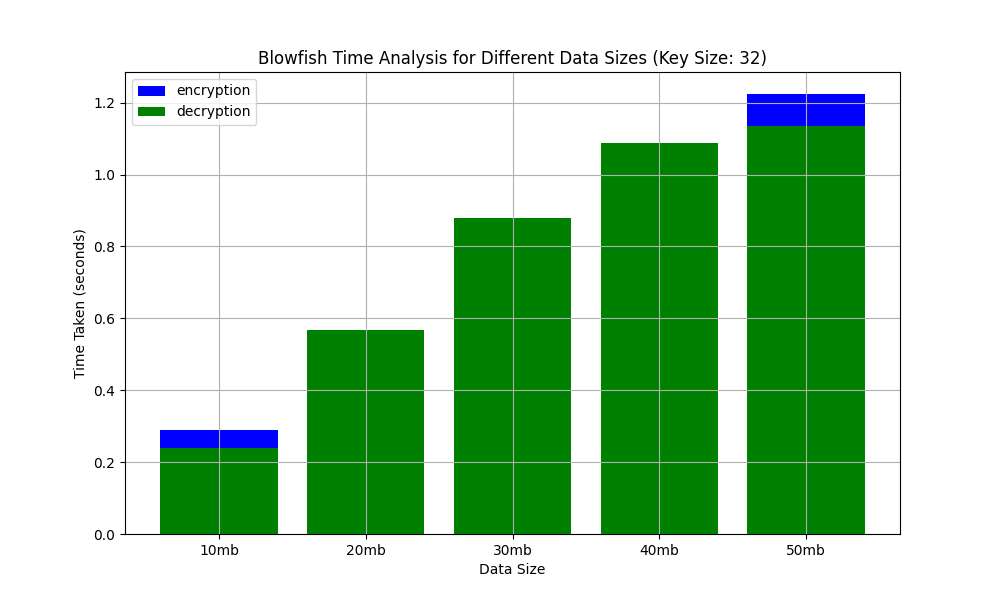 Blowfish Time Analysis for Different Data Sizes (Key Size: 32)
encryption
decryption
Time Taken (seconds)
1.2
1.0
0.8
0.6
0.4
0.2
0.0
10mb 20mb 30mb 40mb 50mb
Data Size